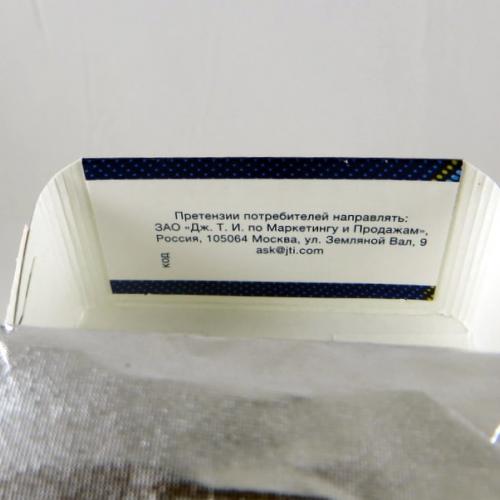 Претензии потребителей направлять:
ЗАО «Дж. Т. И. по Маркетингу и Продажам»,
Россия, 105064 Москва, ул. Земляной Вал, 9
ask@jti.com
код